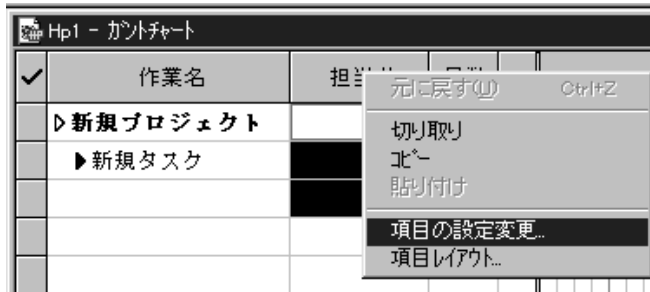 Hp1 - ガントチャート
作業名
元に戻す(U) Ctrl+Z
▷新規プロジェクト
切り取り
▶新規タスク
コピー
貼り付け
項目の設定変更...
項目レイアウト...